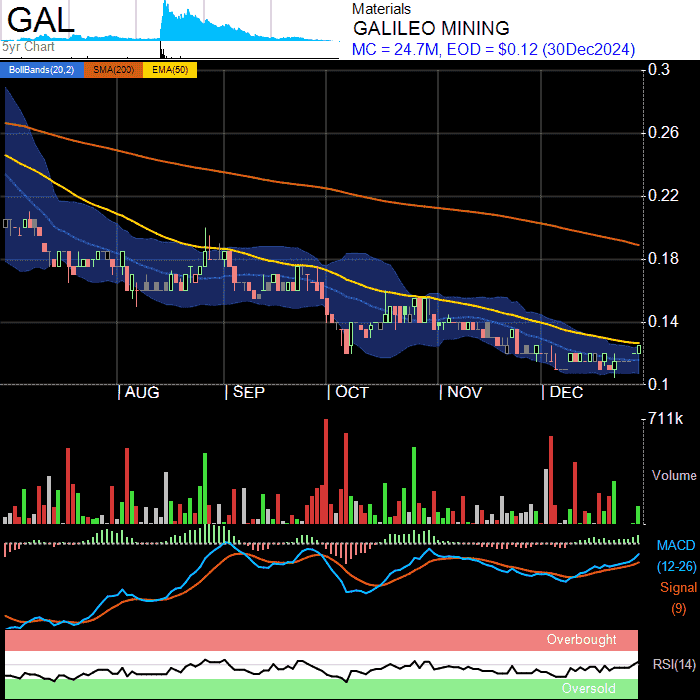 GAL
5yr Chart
Materials
GALILEO MINING
MC = 24.7M, EOD = $0.12 (30Dec2024)
BollBands(20,2) SMA(200) EMA(50)
0.3
0.26
0.22
0.18
0.14
0.1
AUG SEP OCT NOV DEC
711k
Volume
MACD
(12-26)
Signal
(9)
Overbought
RSI(14)
Oversold